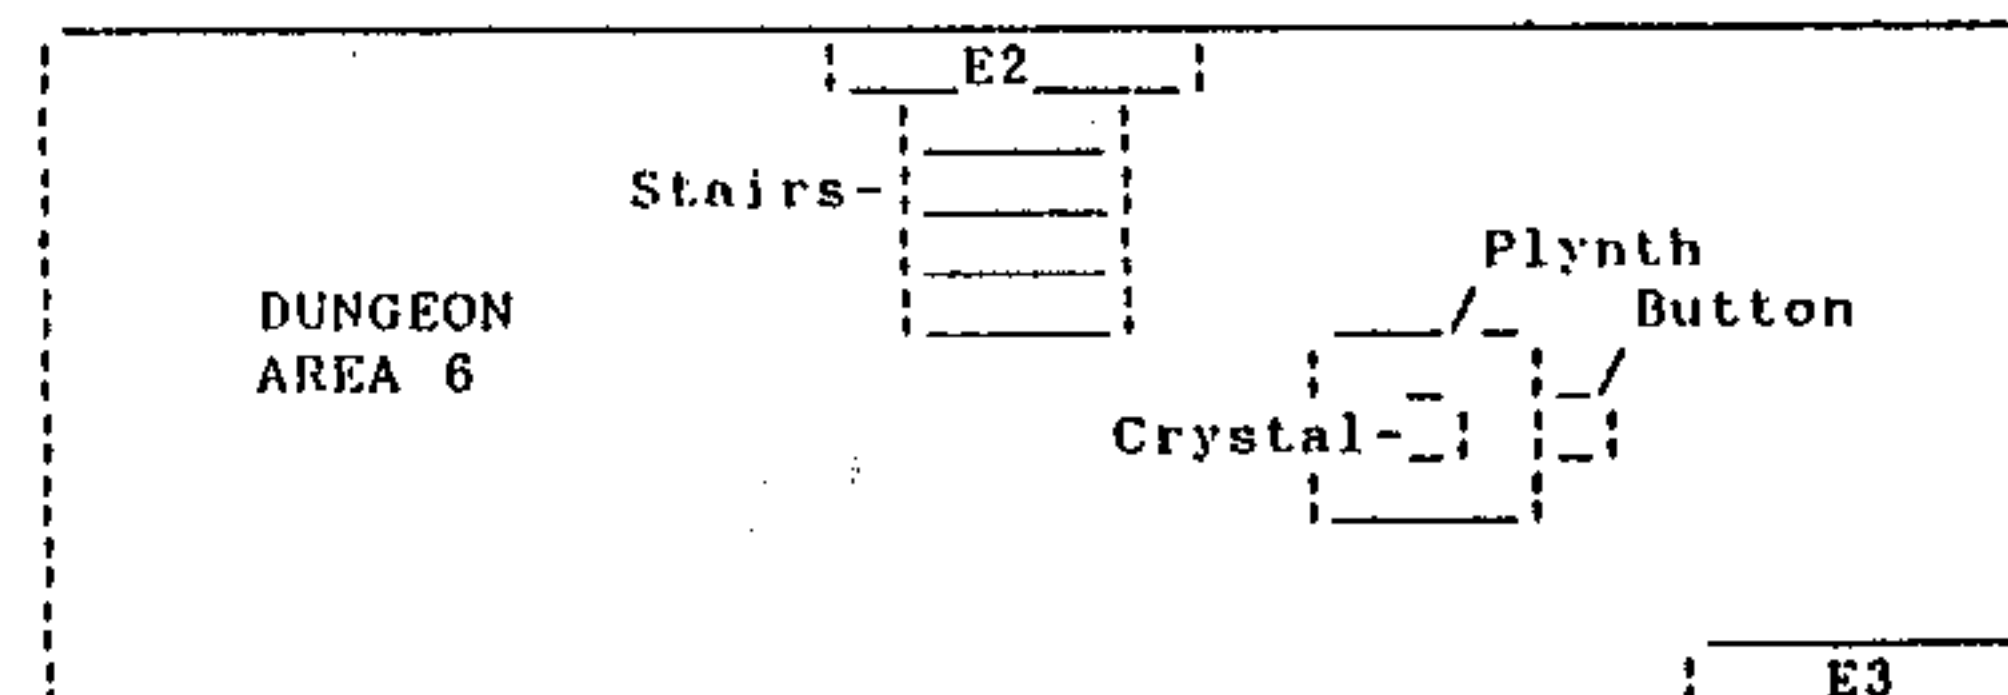 E2
Stairs-
Plynth
Button
DUNGEON
AREA 6
Crystal-
E3